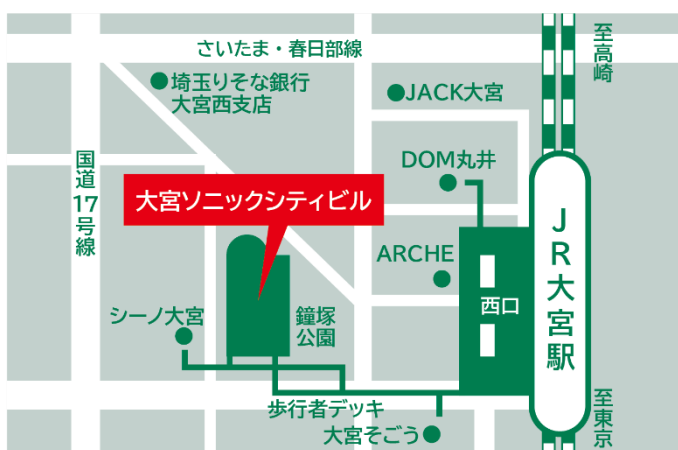 さいたま・春日部線
至高崎
埼玉りそな銀行
大宮西支店
JACK大宮
国道17号線
DOM丸井
大宮ソニックシティビル
JR大宮駅
ARCHE
西口
シーノ大宮
鐘塚
公園
歩行者デッキ
至東京
大宮そごう